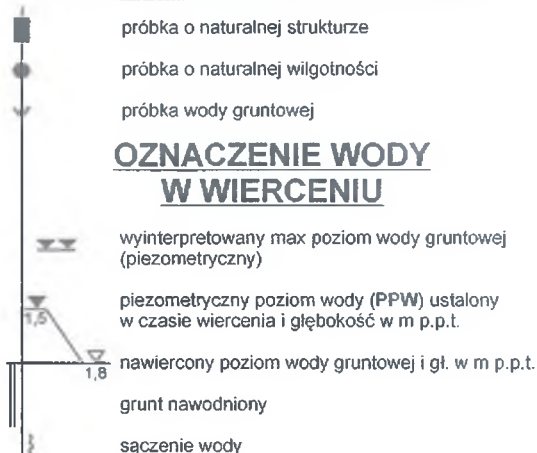 próbka o naturalnej strukturze
próbka o naturalnej wilgotności
próbka wody gruntowej
OZNACZENIE WODY
W WIERCENIU
wyinterpretowany max poziom wody gruntowej
(piezometryczny)
piezometryczny poziom wody (PPW) ustalony
w czasie wiercenia i głębokość w m p.p.t.
1,5
nawiercony poziom wody gruntowej i gł. w m p.p.t.
1,8
grunt nawodniony
sączenie wody